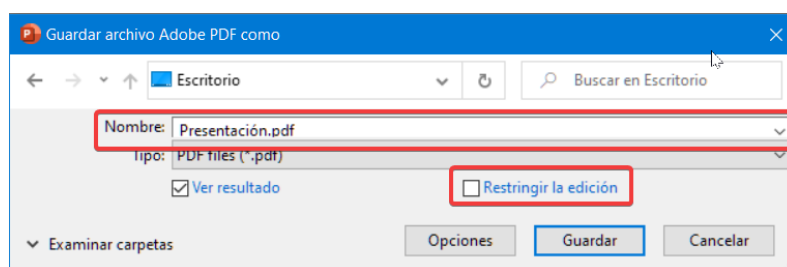 Guardar archivo Adobe PDF como
Escritorio
Buscar en Escritorio
Nombre: Presentación.pdf
Tipo: PDF files (*.pdf)
Ver resultado Restringir la edición
Examinar carpetas Opciones Guardar Cancelar